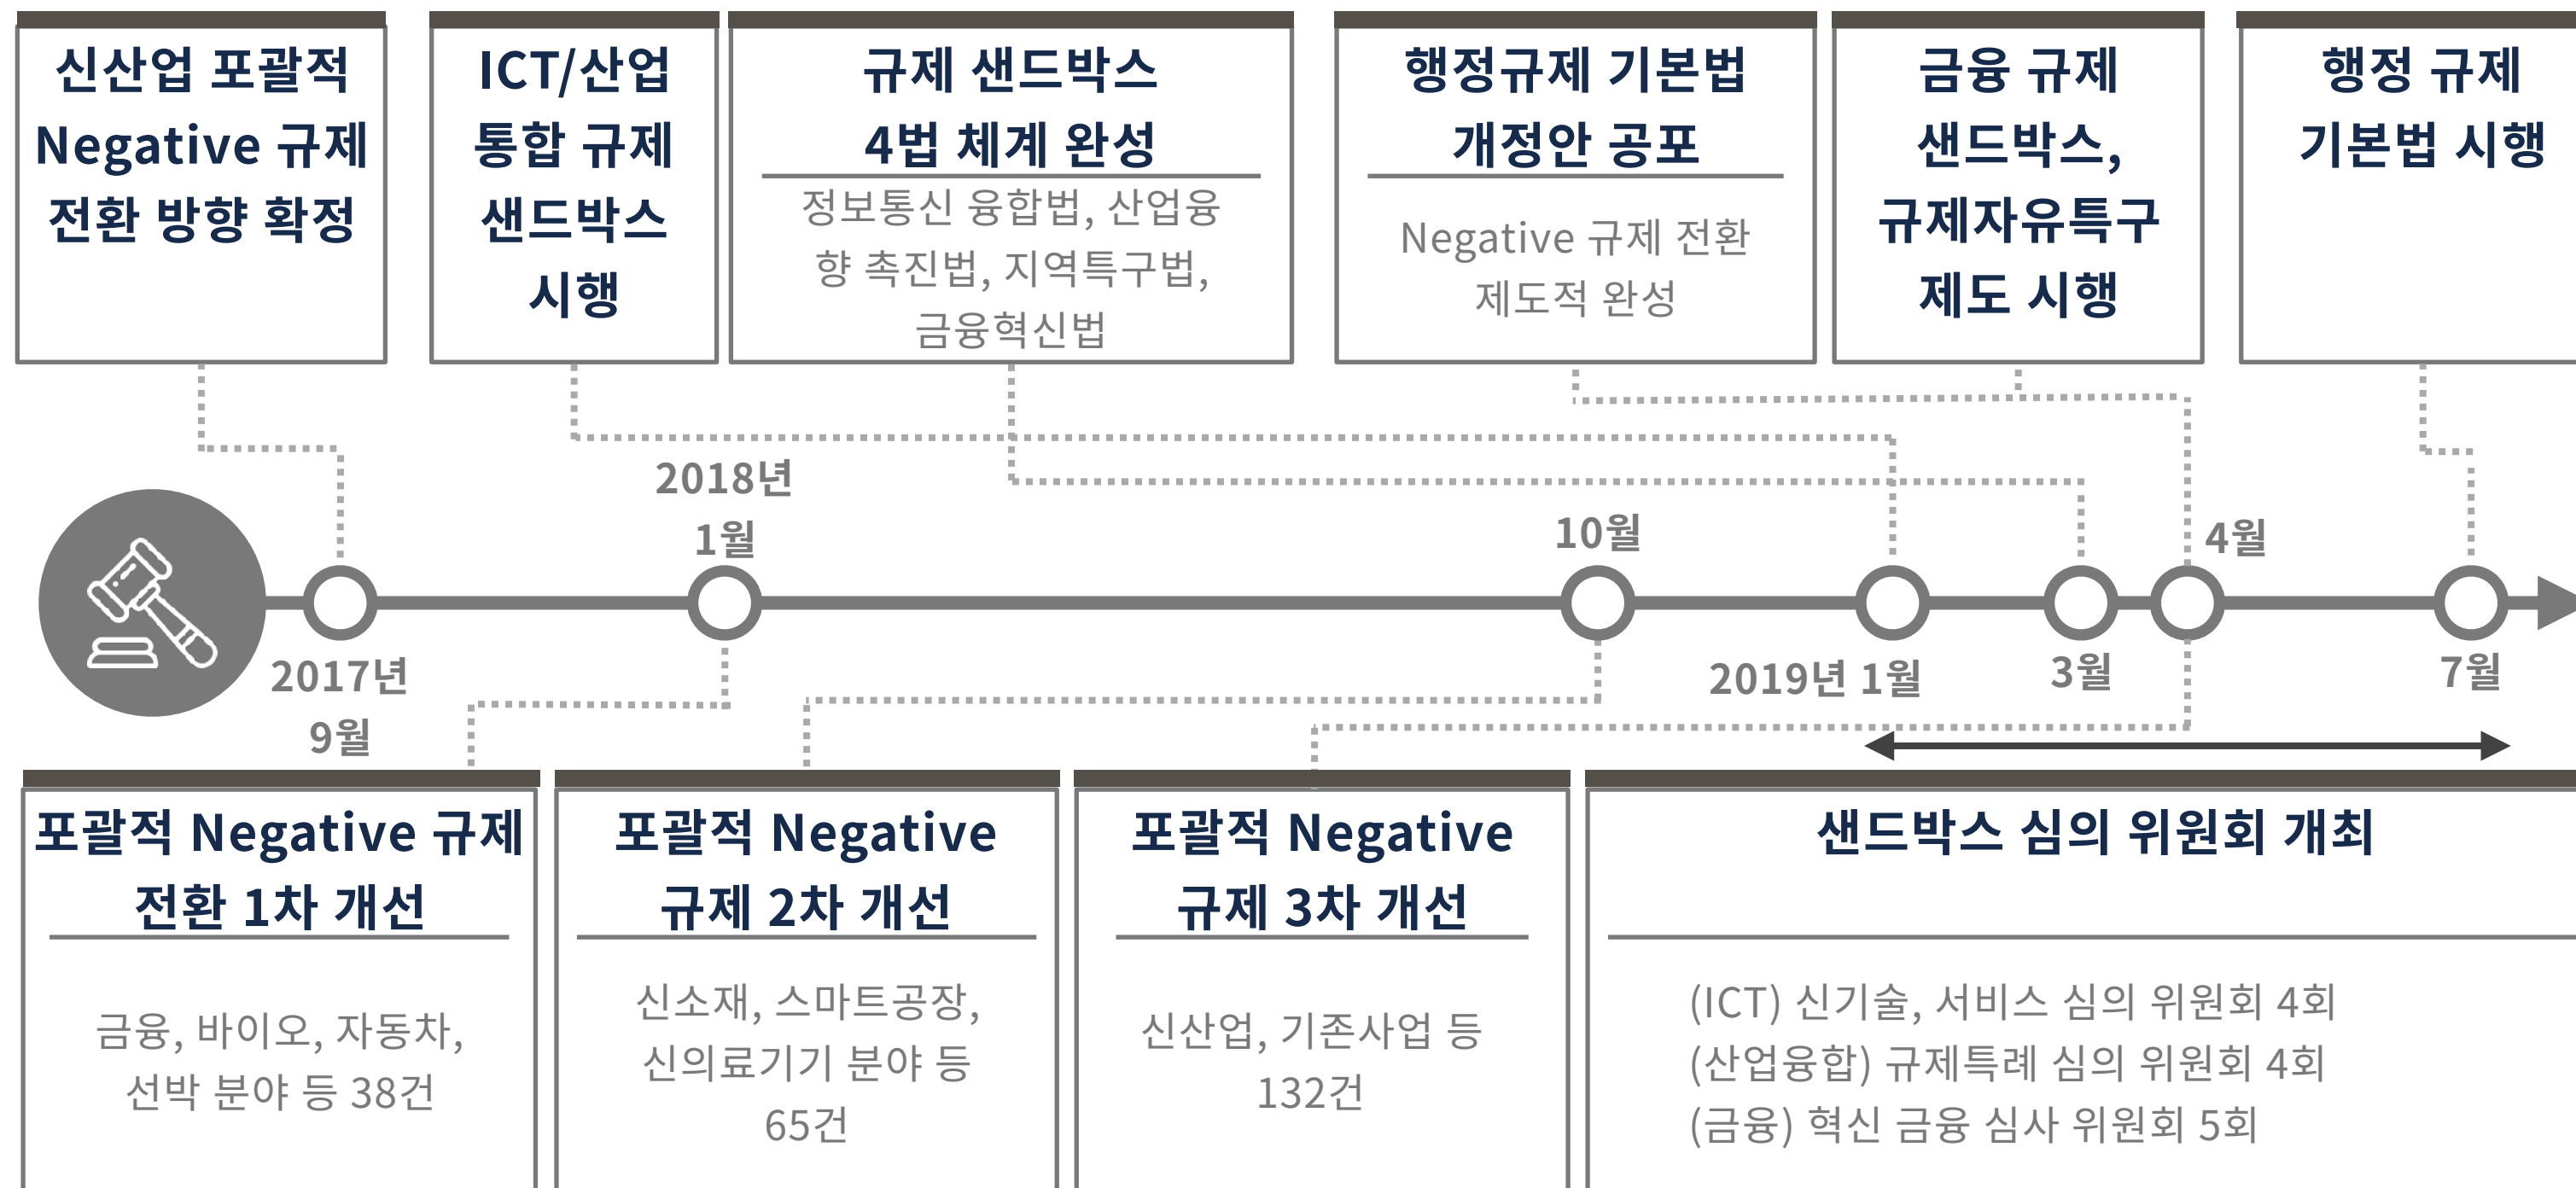 신산업 포괄적
Negative 규제
전환 방향 확정
ICT/산업
통합 규제
샌드박스
시행
규제 샌드박스
4법 체계 완성
정보통신 융합법, 산업융
향 촉진법, 지역특구법,
금융혁신법
행정규제 기본법
개정안 공포
Negative 규제 전환
제도적 완성
금융 규제
샌드박스,
규제자유특구
제도 시행
행정 규제
기본법 시행
2017년
9월
2018년
1월
10월
2019년 1월
3월
4월
7월
포괄적 Negative 규제
전환 1차 개선
금융, 바이오, 자동차,
선박 분야 등 38건
포괄적 Negative
규제 2차 개선
신소재, 스마트공장,
신의료기기 분야 등
65건
포괄적 Negative
규제 3차 개선
신산업, 기존사업 등
132건
샌드박스 심의 위원회 개최
(ICT) 신기술, 서비스 심의 위원회 4회
(산업융합) 규제특례 심의 위원회 4회
(금융) 혁신 금융 심사 위원회 5회